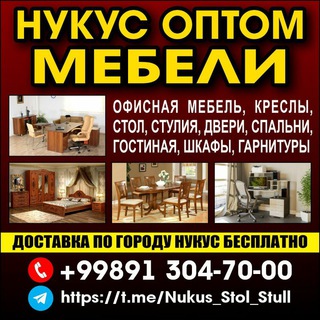 НУКУС ОПТОМ
МЕБЕЛИ
ОФИСНАЯ МЕБЕЛЬ, КРЕСЛЫ,
СТОЛ, СТУЛИЯ, ДВЕРИ, СПАЛЬНИ,
ГОСТИНАЯ, ШКАФЫ, ГАРНИТУРЫ
ДОСТАВКА ПО ГОРОДУ НУКУС БЕСПЛАТНО
+99891 304-70-00
https://t.me/Nukus_Stol_Stull